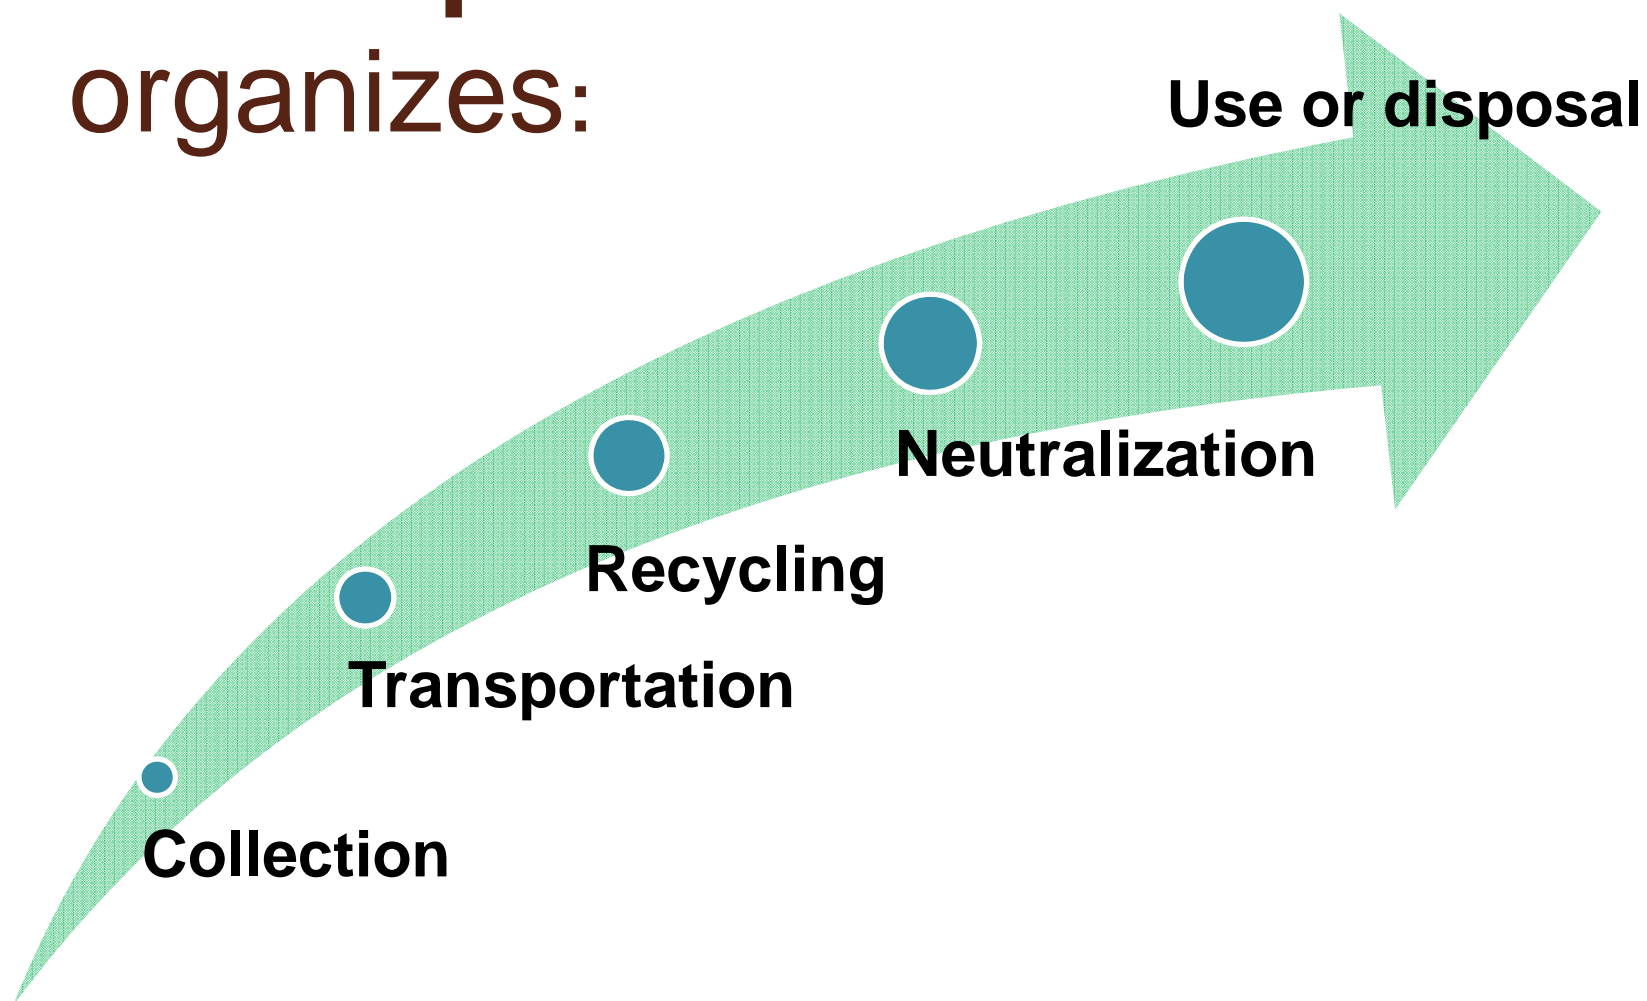 organizes:
Use or disposal
Neutralization
Recycling
Transportation
Collection